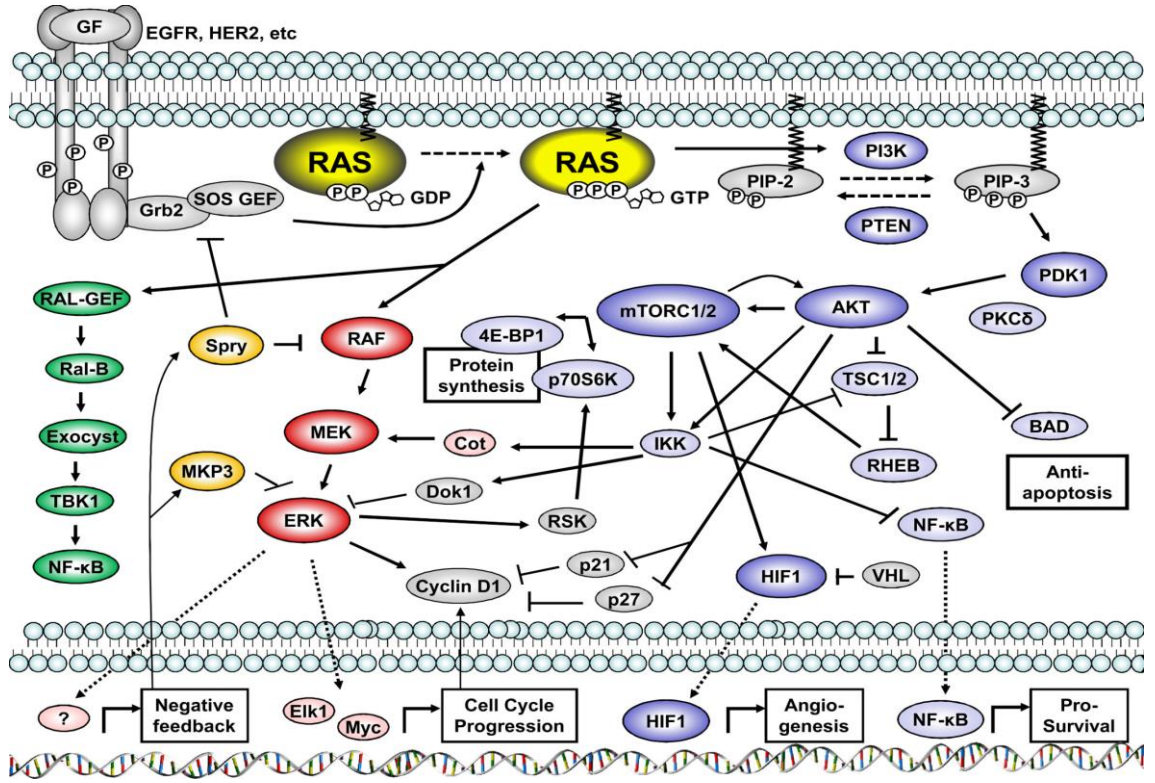 GF
EGFR, HER2, etc
P
P
P
P
P
P
Grb2
SOS GEF
RAS
P P
GDP
RAS
P P P
GTP
PI3K
PIP-2
P P
PIP-3
P P P
PTEN
PDK1
PKCδ
RAL-GEF
Ral-B
Exocyst
TBK1
NF-κB
Spry
RAF
MKP3
MEK
ERK
Cot
Dok1
RSK
4E-BP1
Protein
synthesis
p70S6K
mTORC1/2
AKT
TSC1/2
IKK
RHEB
BAD
Anti-
apoptosis
NF-κB
p21
p27
Cyclin D1
HIF1
VHL
?
Negative
feedback
Elk1
Myc
Cell Cycle
Progression
HIF1
Angio-
genesis
NF-κB
Pro-
Survival